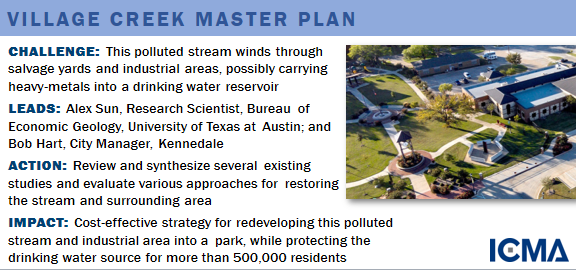 VILLAGE CREEK MASTER PLAN
CHALLENGE: This polluted stream winds through
salvage yards and industrial areas, possibly carrying
heavy-metals into a drinking water reservoir
LEADS: Alex Sun, Research Scientist, Bureau of
Economic Geology, University of Texas at Austin; and
Bob Hart, City Manager, Kennedale
ACTION: Review and synthesize several existing
studies and evaluate various approaches for restoring
the stream and surrounding area
IMPACT: Cost-effective strategy for redeveloping this polluted
stream and industrial area into a park, while protecting the
drinking water source for more than 500,000 residents
ICMA